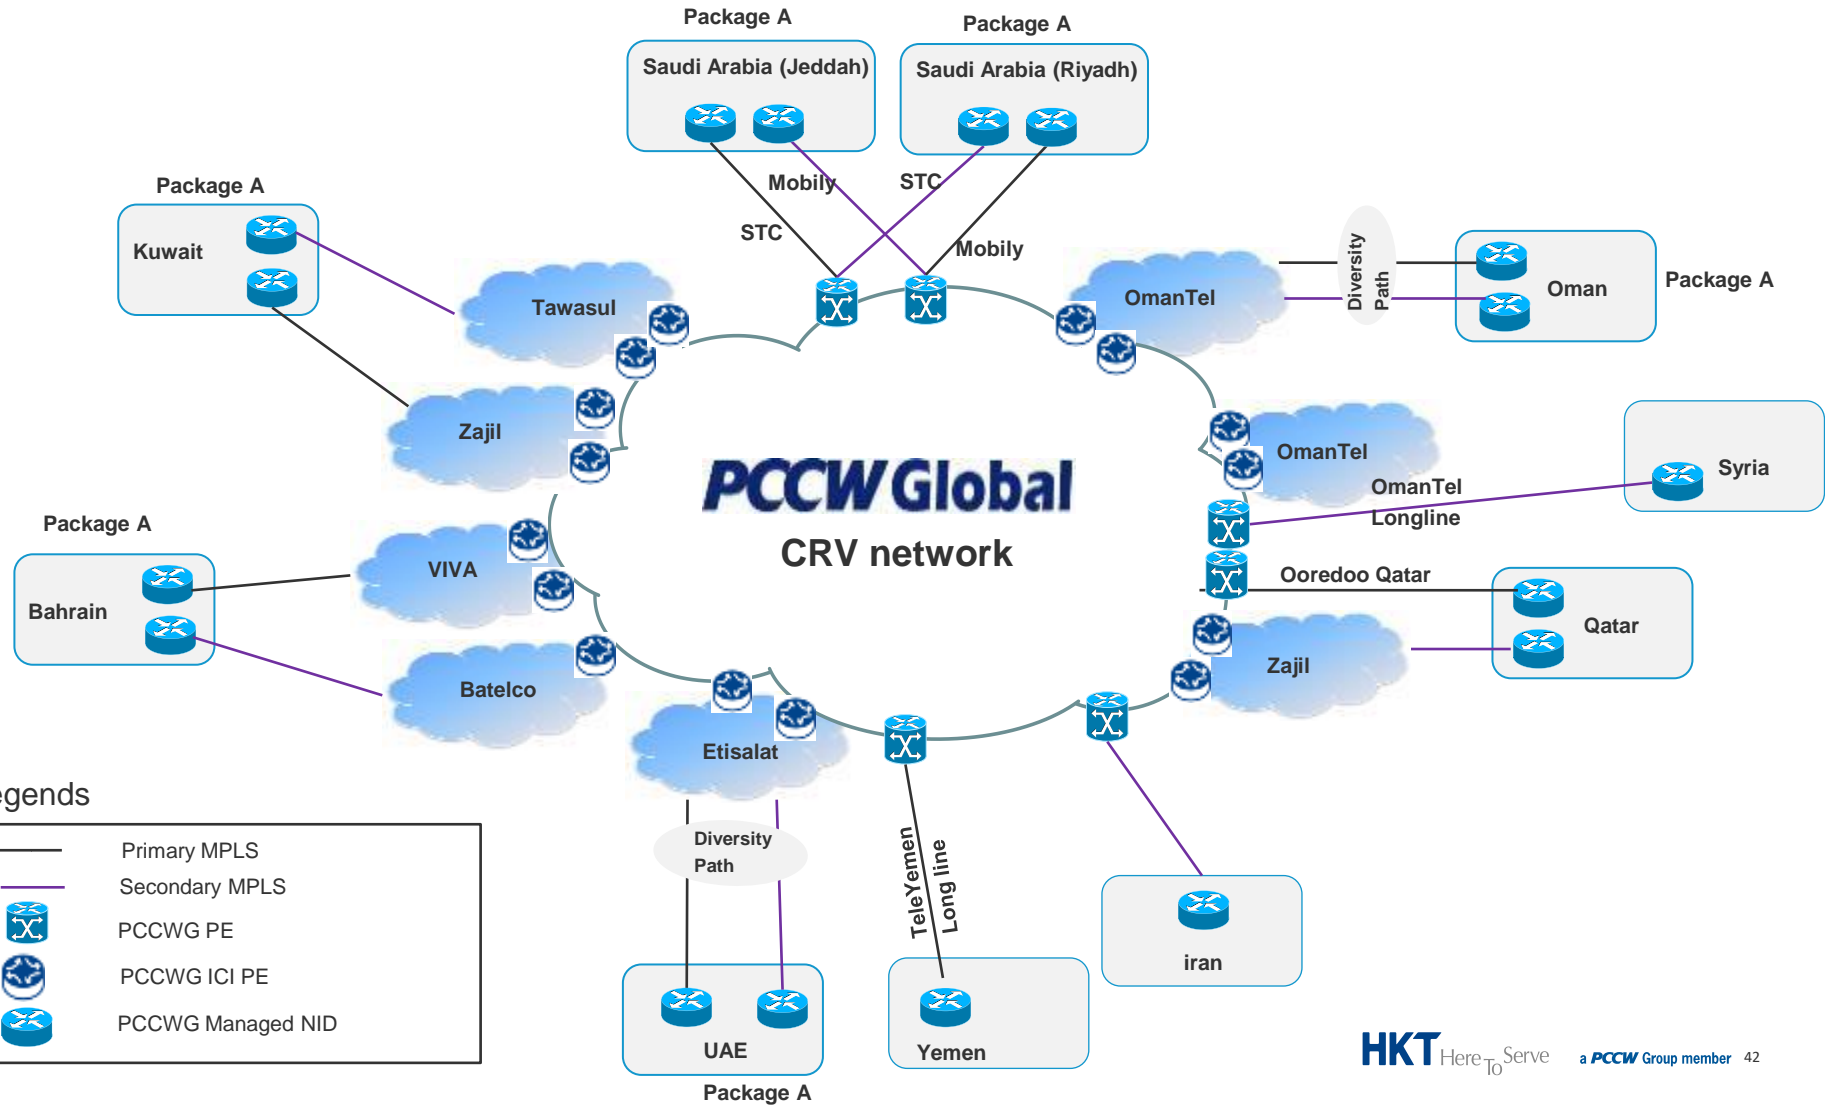 Package A
Package A
Saudi Arabia (Jeddah)
Saudi Arabia (Riyadh)
Mobily
STC
STC
Mobily
Package A
Kuwait
Tawasul
Zajil
OmanTel
Diversity
Path
Oman
Package A
OmanTel
OmanTel
Longline
Syria
PCCW Global
CRV network
Package A
Bahrain
VIVA
Batelco
Ooredoo Qatar
Qatar
Zajil
Etisalat
Diversity
Path
TeleYemen
Long line
UAE
Package A
Yemen
iran
egends
Primary MPLS
Secondary MPLS
PCCWG PE
PCCWG ICI PE
PCCWG Managed NID
HKT Here To Serve
a PCCW Group member 42